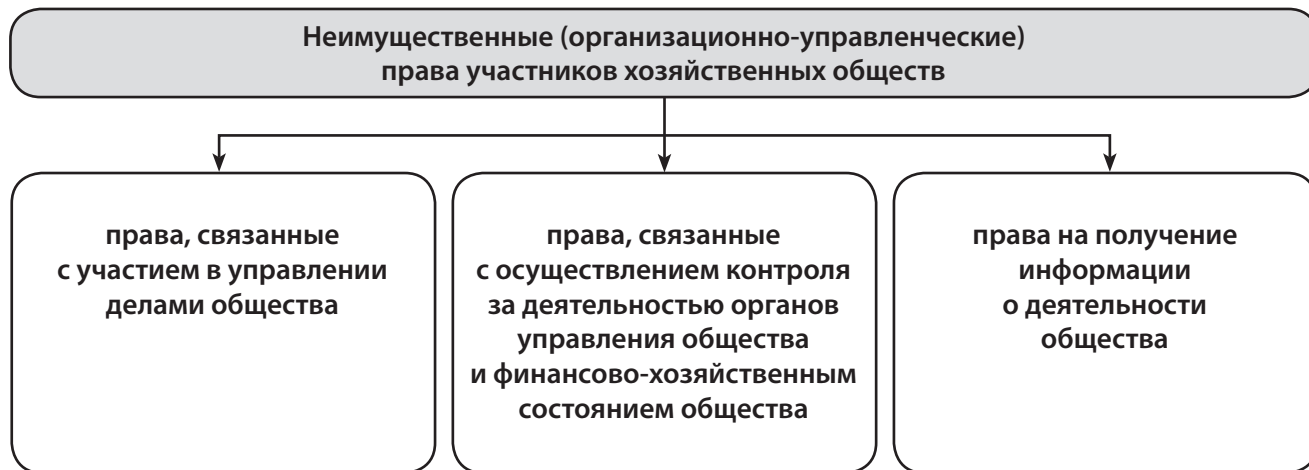 Неимущественные (организационно-управленческие)
права участников хозяйственных обществ
права, связанные
с участием в управлении
делами общества
права, связанные
с осуществлением контроля
за деятельностью органов
управления общества
и финансово-хозяйственным
состоянием общества
права на получение
информации
о деятельности
общества